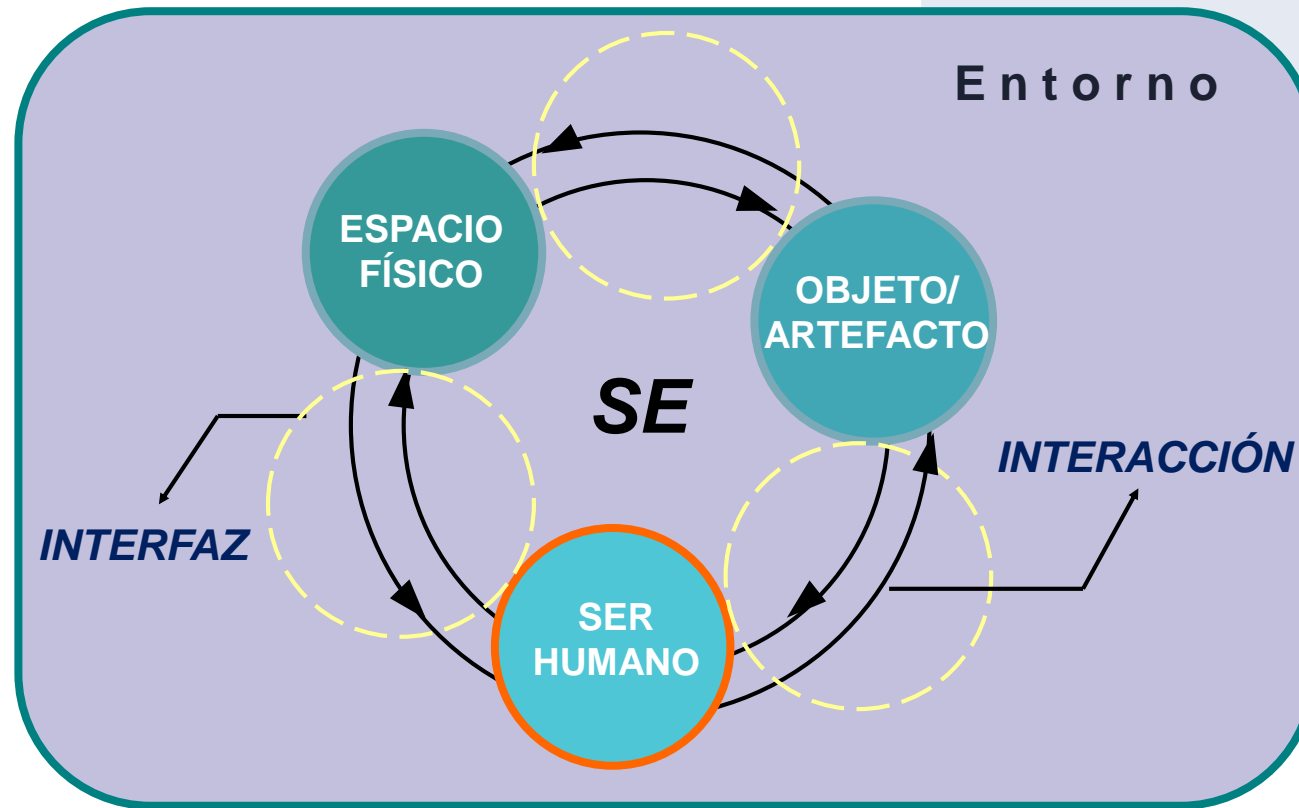 Entorno
ESPACIO
FÍSICO
OBJETO/
ARTEFACTO
SE
INTERACCIÓN
INTERFAZ
SER
HUMANO